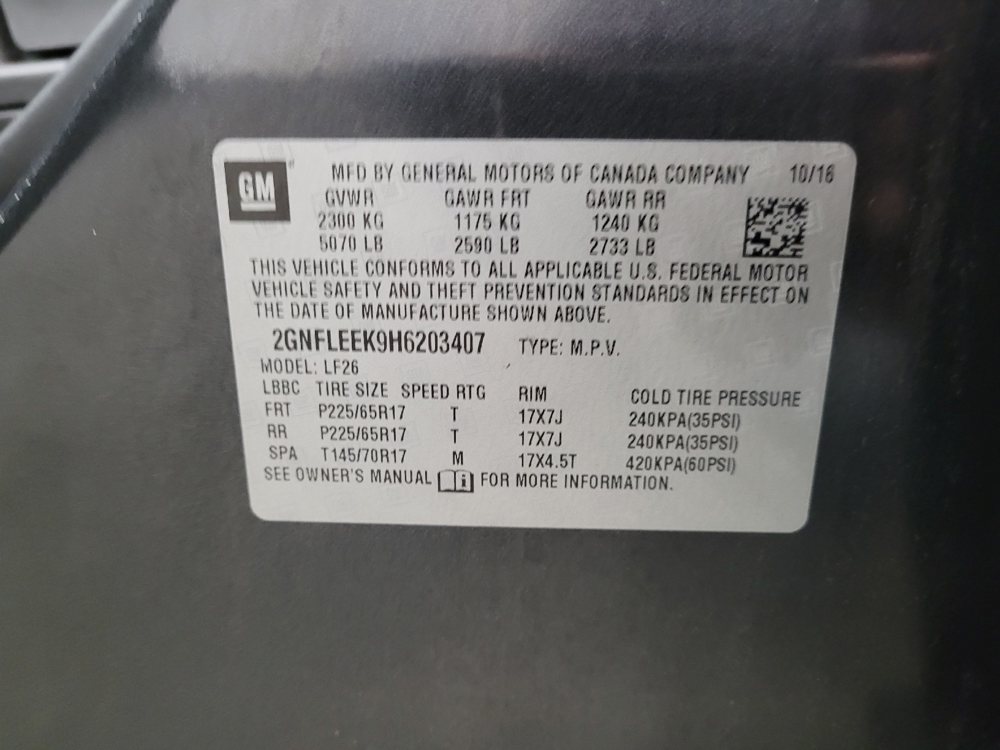 GM
MFD BY GENERAL MOTORS OF CANADA COMPANY 10/16
GVWR GAWR FRT GAWR RR
2300 KG 1175 KG 1240 KG
5070 LB 2590 LB 2733 LB
THIS VEHICLE CONFORMS TO ALL APPLICABLE U.S. FEDERAL MOTOR
VEHICLE SAFETY AND THEFT PREVENTION STANDARDS IN EFFECT ON
THE DATE OF MANUFACTURE SHOWN ABOVE.
2GNFLEEK9H6203407 TYPE: M.P.V.
MODEL: LF26
LBBC TIRE SIZE SPEED RTG RIM COLD TIRE PRESSURE
FRT P225/65R17 T 17X7J 240KPA(35PSI)
RR P225/65R17 T 17X7J 240KPA(35PSI)
SPA T145/70R17 M 17X4.5T 420KPA(60PSI)
SEE OWNER'S MANUAL FOR MORE INFORMATION.